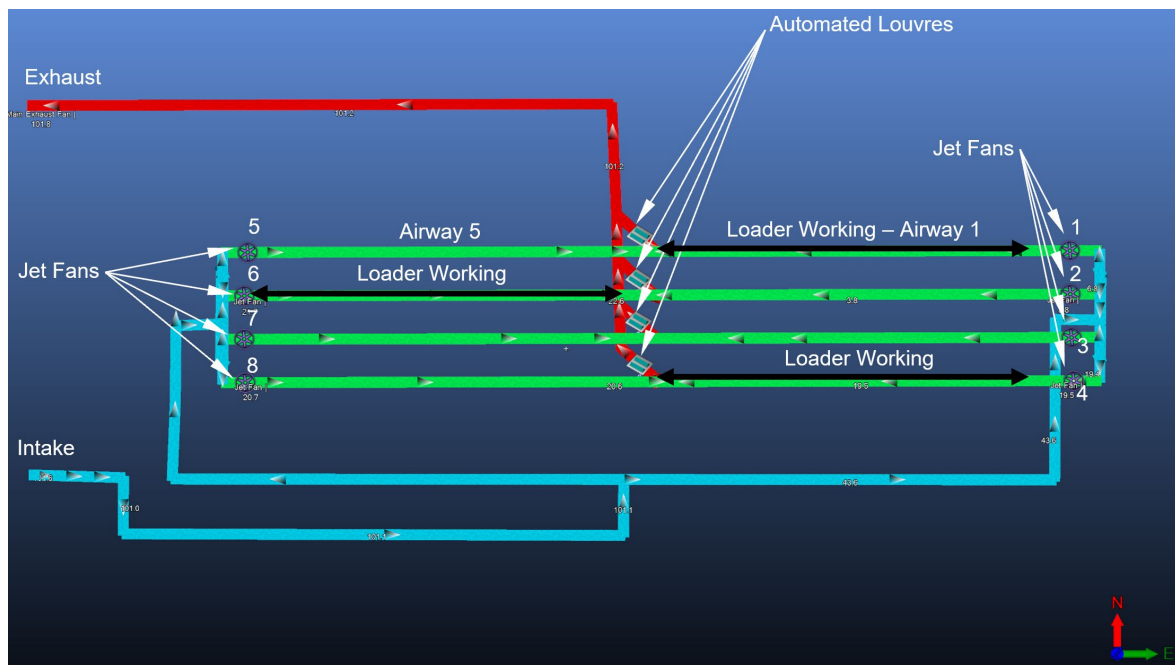 Automated Louvres
Exhaust
Main Exhaust Fan (
101.8
101.2
101.2
Jet Fans
5
Airway 5
Loader Working – Airway 1
1
Jet Fans
6
Loader Working
22.6
3.8
2
7
3
8
Jet Fan (
20.7
20.6
Loader Working
19.5
Jet Fan (
19.5
4
Intake
43.6
43.6
101.0
101.1
101.1
N
E